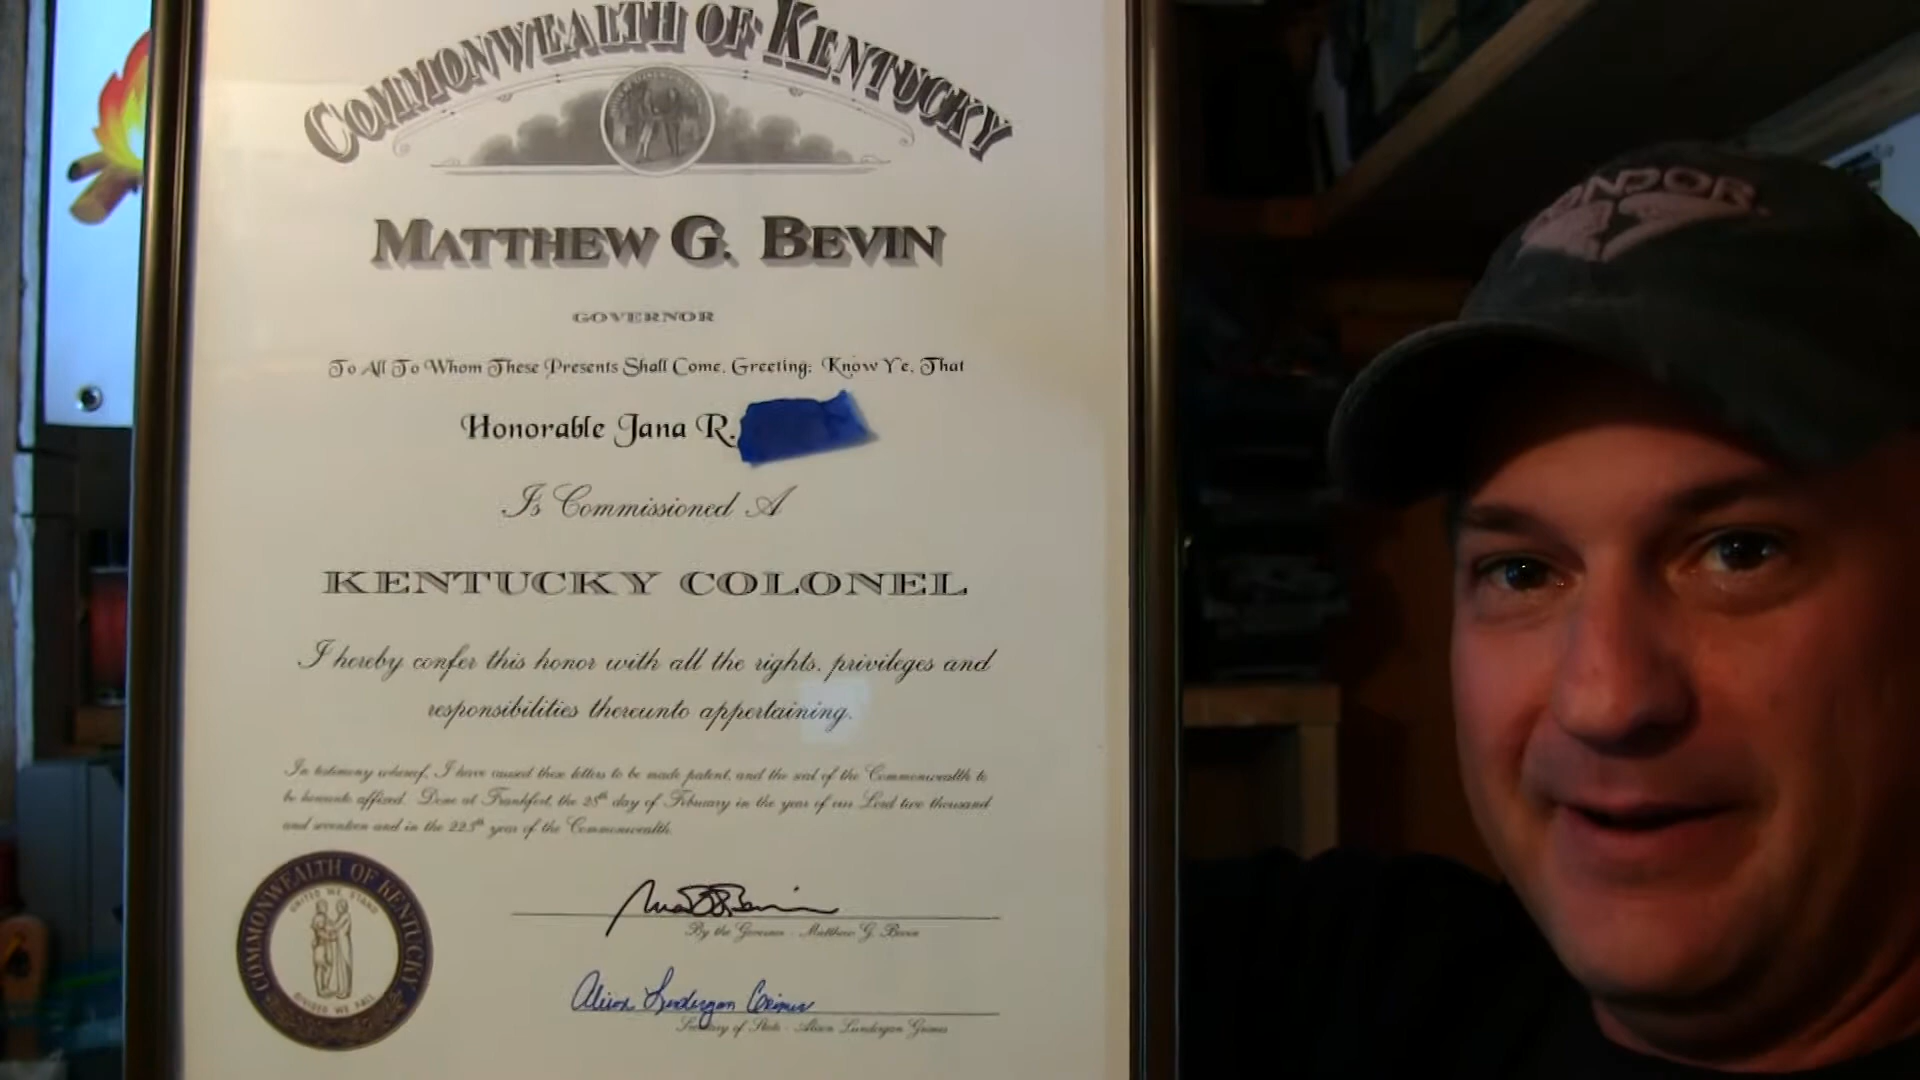 COMMONWEALTH OF KENTUCKY
MATTHEW G. BEVIN
GOVERNOR
To All To Whom These Presents Shall Come, Greeting: Know Ye, That
Honorable Jana R.
Is Commissioned A
KENTUCKY COLONEL
I hereby confer this honor with all the rights, privileges and
responsibilities thereunto appertaining.
In testimony whereof, I have caused these letters to be made patent, and the seal of the Commonwealth to
be hereunto affixed. Done at Frankfort, the 28th day of February in the year of our Lord two thousand
and seventeen and in the 225th year of the Commonwealth.
COMMONWEALTH OF KENTUCKY
UNITED WE STAND
DIVIDED WE FALL
By the Governor - Matthew G. Bevin
Alison Lundergan Grimes
Secretary of State - Alison Lundergan Grimes
CONDOR